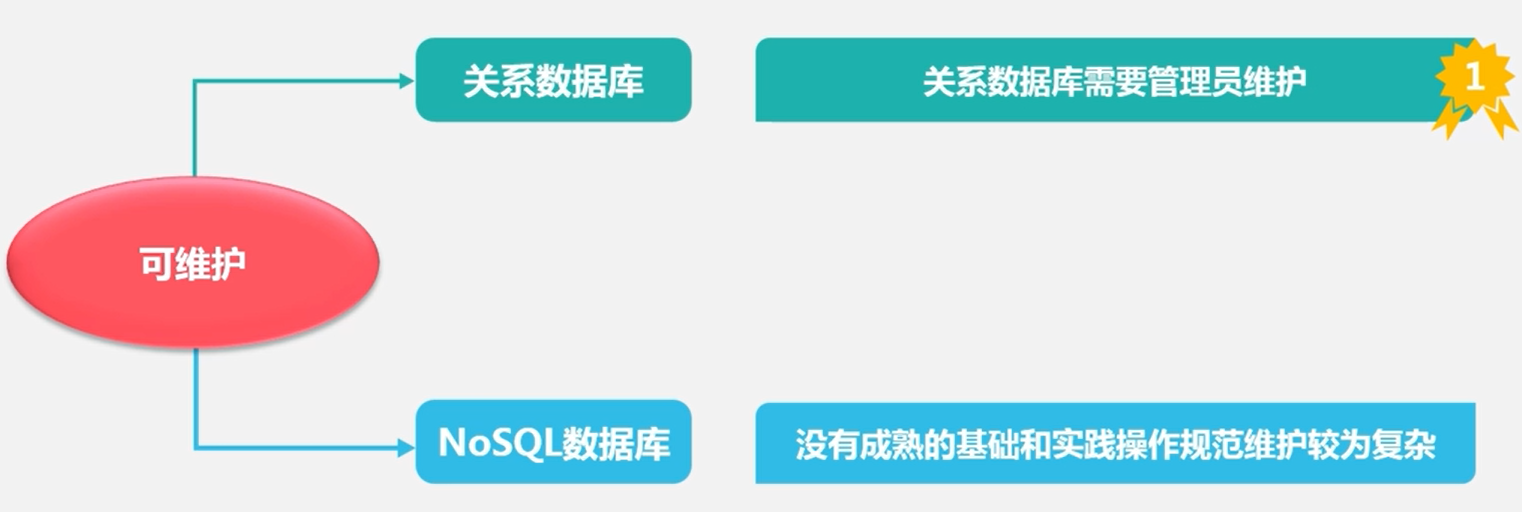 关系数据库
关系数据库需要管理员维护
1
可维护
NoSQL数据库
没有成熟的基础和实践操作规范维护较为复杂